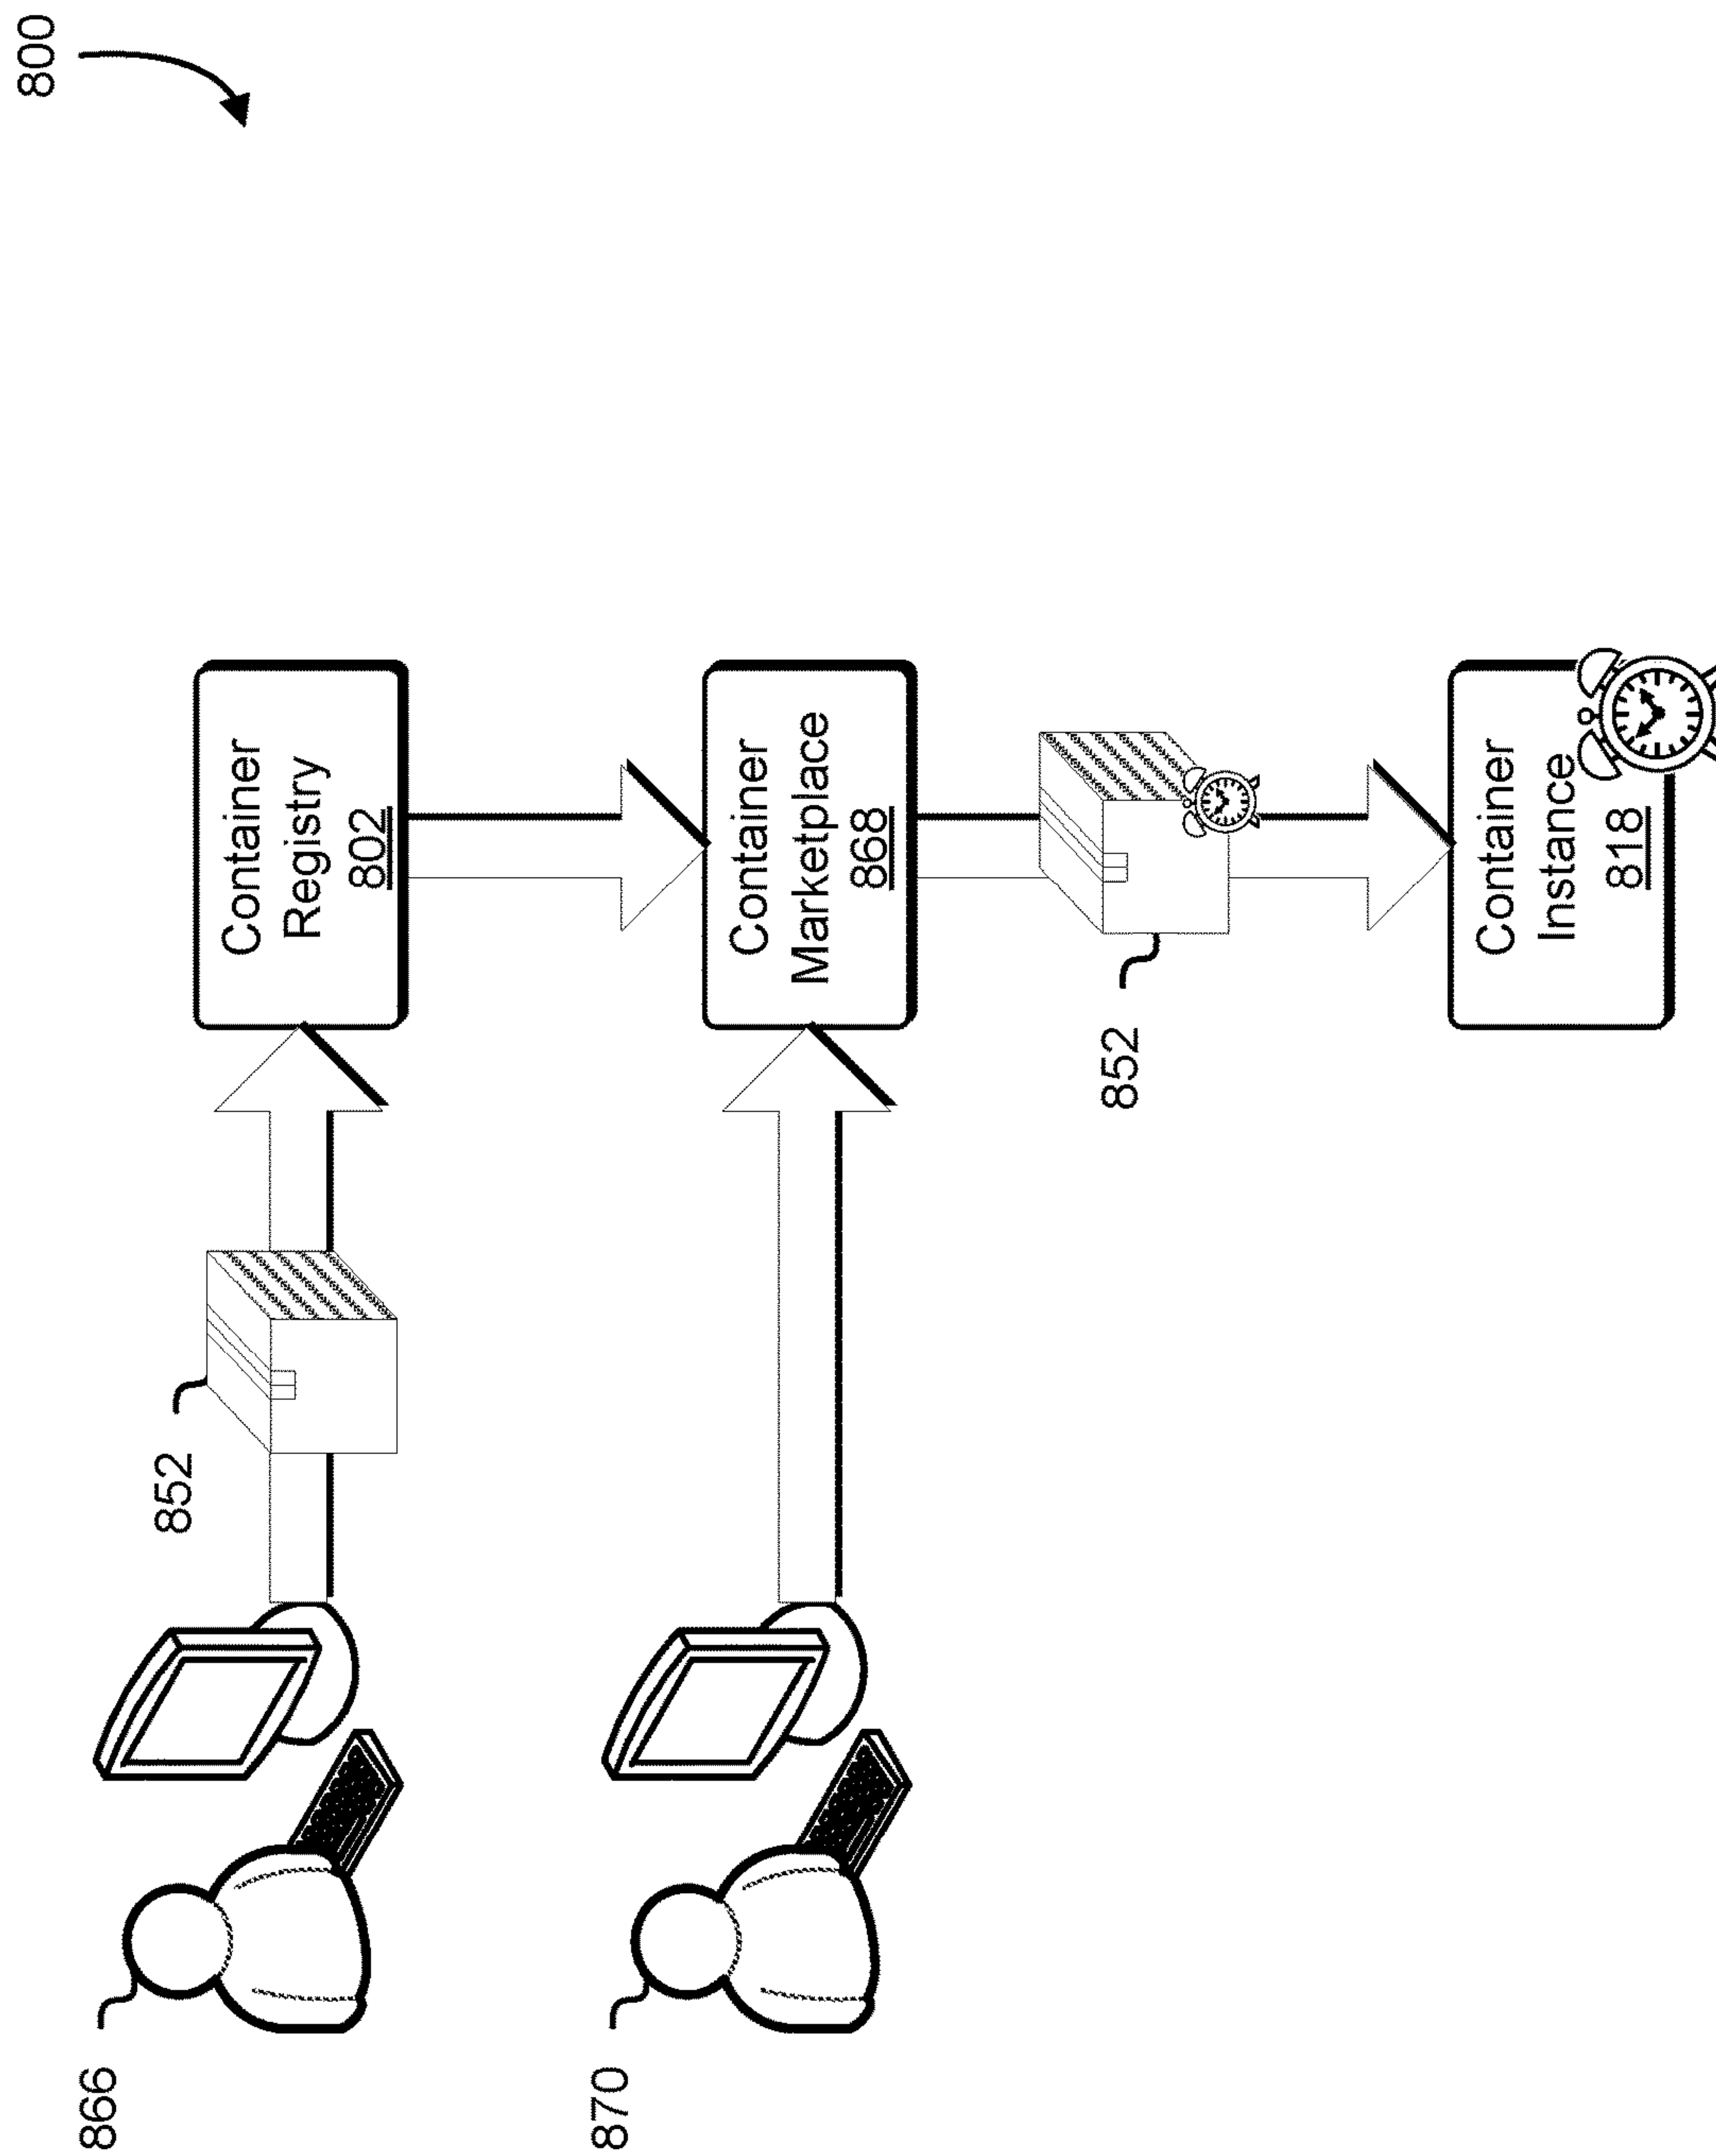 800
866
852
Container
Registry
802
870
Container
Marketplace
868
852
Container
Instance
818